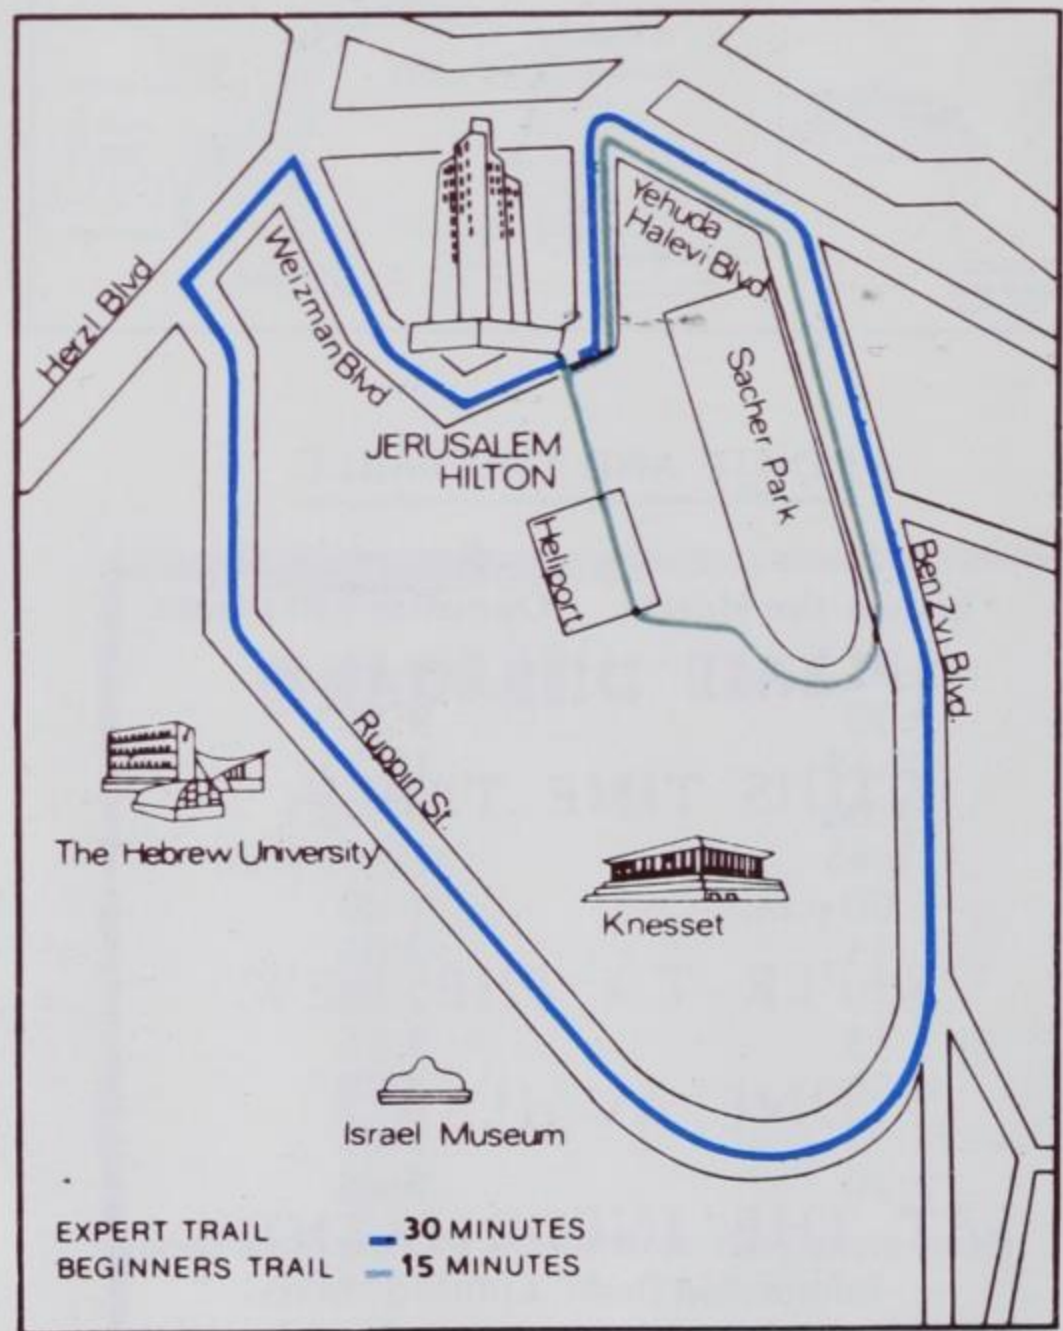 Yehuda
Halevi Blvd
Weizman Blvd
Herzl Blvd
Sacher Park
JERUSALEM
HILTON
Heliport
Ben Zvi Blvd.
Ruppin St.
The Hebrew University
Knesset
Israel Museum
EXPERT TRAIL 30 MINUTES
BEGINNERS TRAIL 15 MINUTES